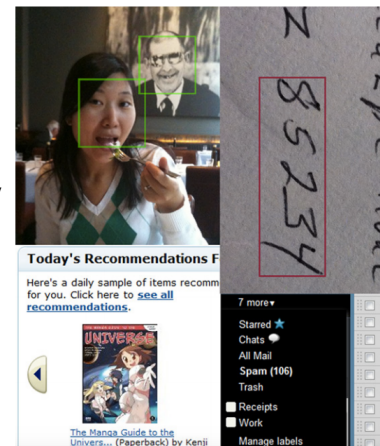 Z 85234
Today's Recommendations F
Here's a daily sample of items recomm
for you. Click here to see all
recommendations.
UNIVERSE
The Manga Guide to the
Univers... (Paperback) by Kenji
7 more▾
Starred
Chats
All Mail
Spam (106)
Trash
Receipts
Work
Manage labels